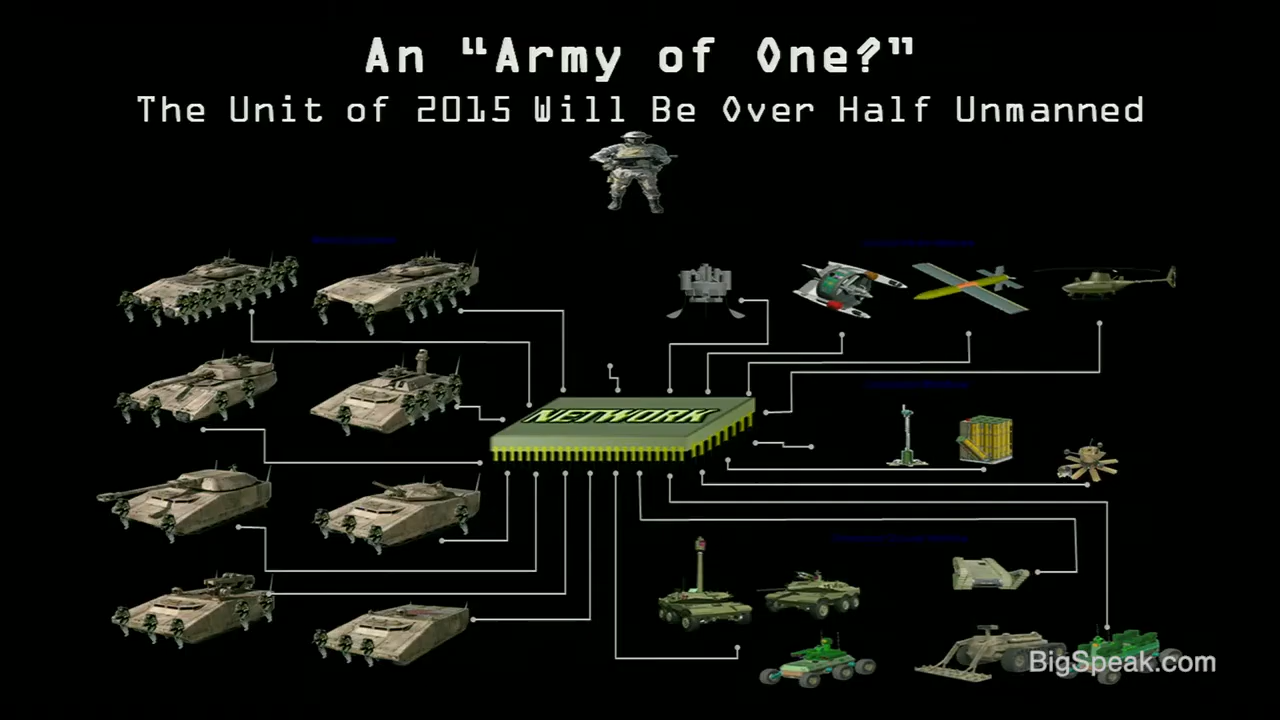 An “Army of One?”
The Unit of 2015 Will Be Over Half Unmanned
NETWORK
BigSpeak.com